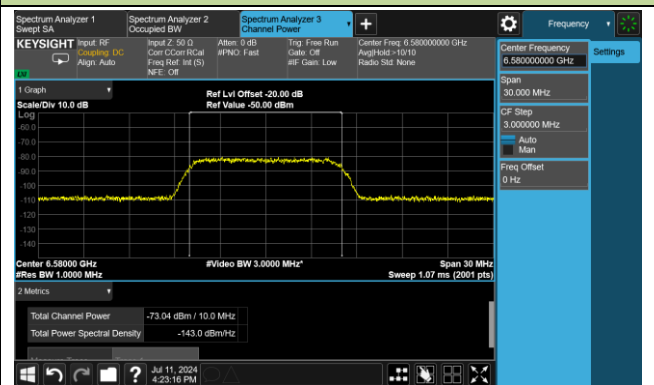 Spectrum Analyzer 1
Swept SA
Spectrum Analyzer 2
Occupied BW
Spectrum Analyzer 3
Channel Power
Frequency
KEYSIGHT
Input: RF
Coupling: DC
Align: Auto
Input Z: 50 Ω
Corr CCorr RCal
Freq Ref: Int (S)
NFE: Off
Atten: 0 dB
#PNO: Fast
Trig: Free Run
Gate: Off
#IF Gain: Low
Center Freq: 6.580000000 GHz
Avg|Hold:>10/10
Radio Std: None
Center Frequency
6.580000000 GHz
Settings
Span
30.000 MHz
CF Step
3.000000 MHz
Auto
Man
Freq Offset
0 Hz
1 Graph
Scale/Div 10.0 dB
Ref Lvl Offset -20.00 dB
Ref Value -50.00 dBm
Log
-60.0
-70.0
-80.0
-90.0
-100
-110
-120
-130
-140
Center 6.58000 GHz
#Video BW 3.0000 MHz*
Span 30 MHz
#Res BW 1.0000 MHz
Sweep 1.07 ms (2001 pts)
2 Metrics
Total Channel Power -73.04 dBm / 10.0 MHz
Total Power Spectral Density -143.0 dBm/Hz
Jul 11, 2024
4:23:16 PM